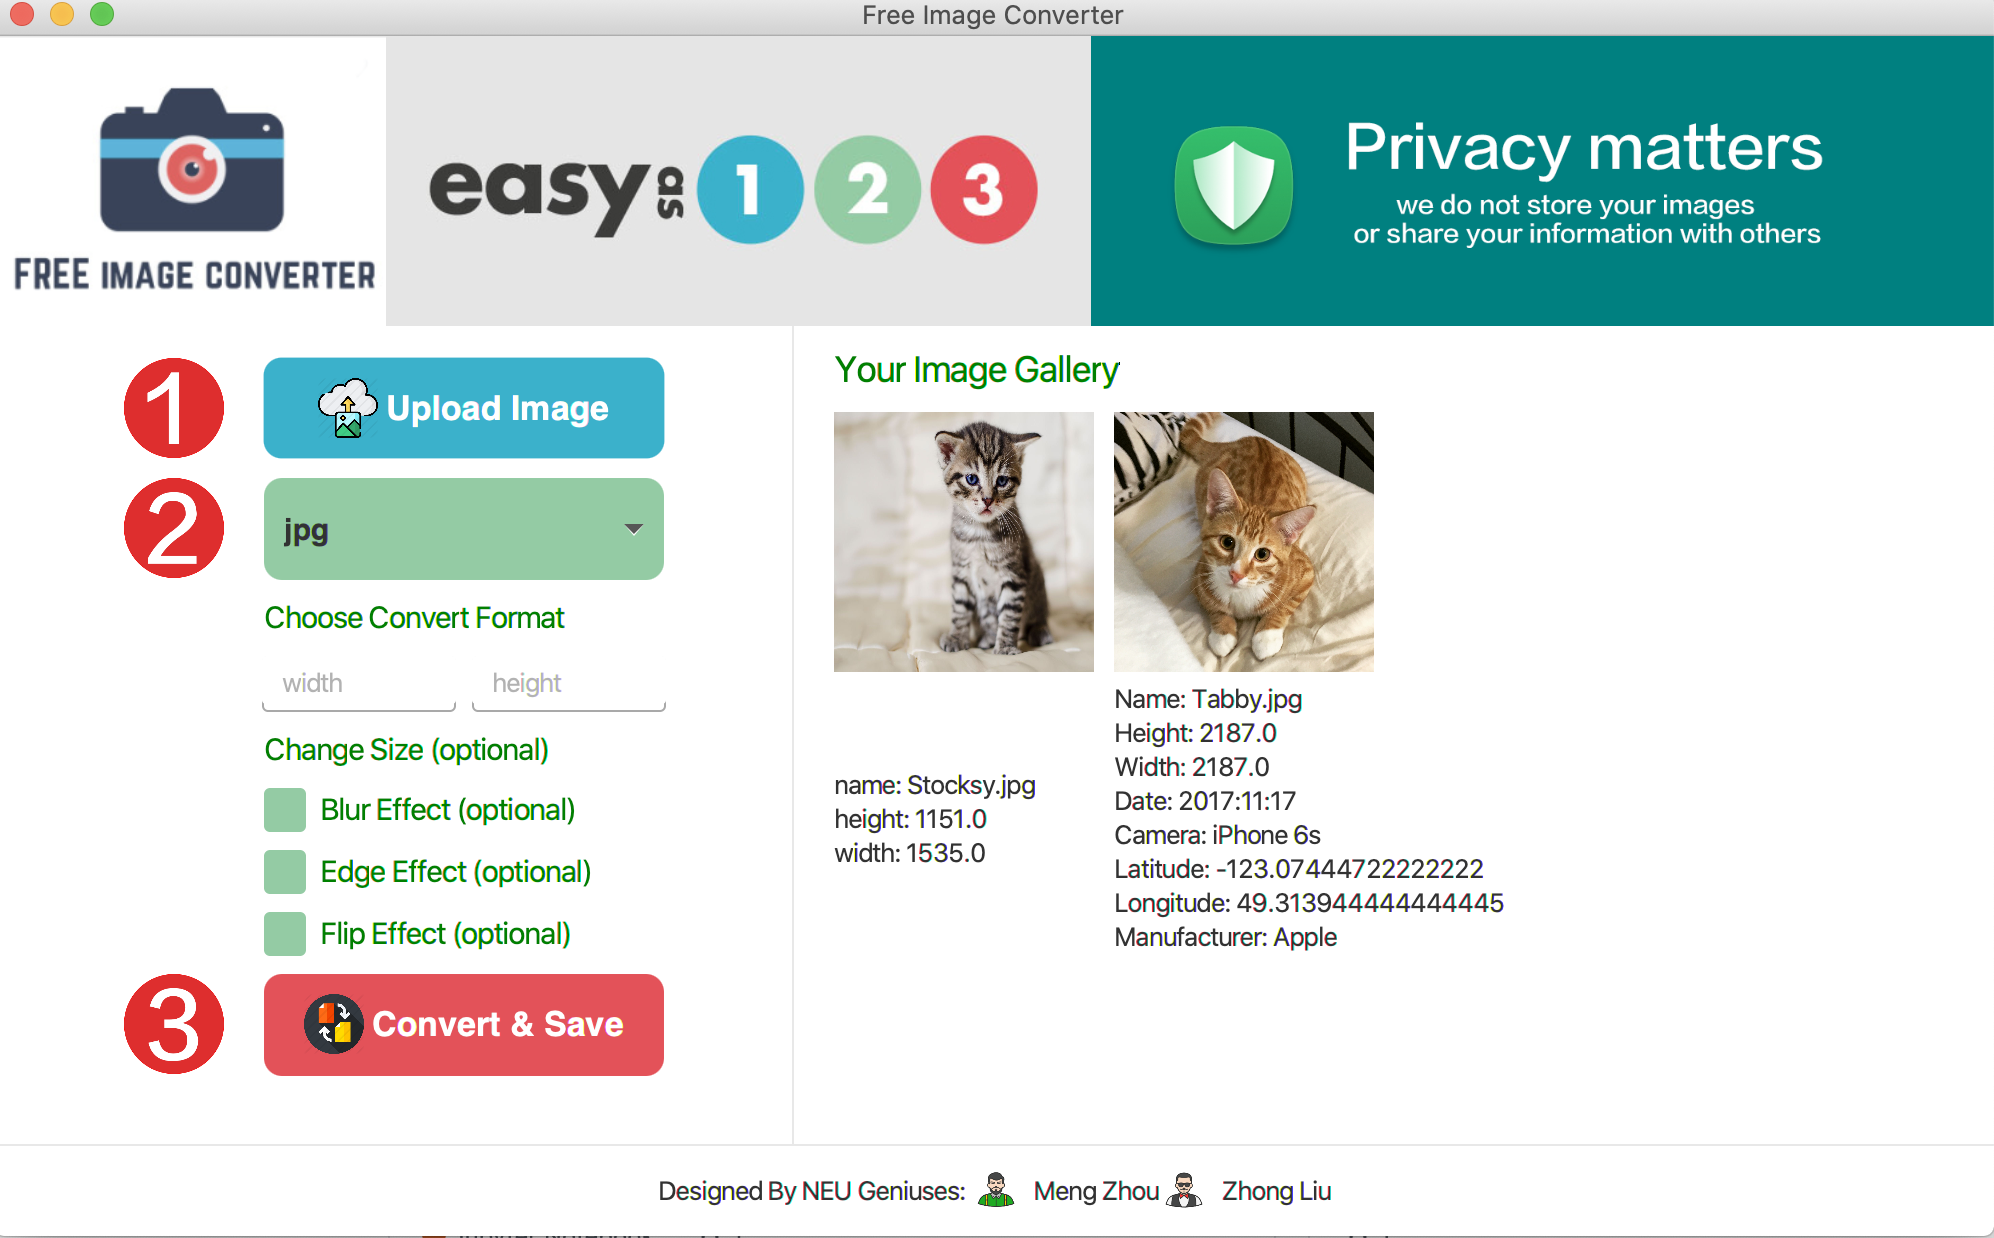 Free Image Converter
FREE IMAGE CONVERTER
easy as 1 2 3
Privacy matters
we do not store your images
or share your information with others
1
Upload Image
2
jpg
Choose Convert Format
width height
Change Size (optional)
Blur Effect (optional)
Edge Effect (optional)
Flip Effect (optional)
3
Convert & Save
Your Image Gallery
name: Stocksy.jpg
height: 1151.0
width: 1535.0
Name: Tabby.jpg
Height: 2187.0
Width: 2187.0
Date: 2017:11:17
Camera: iPhone 6s
Latitude: -123.07444722222222
Longitude: 49.313944444444445
Manufacturer: Apple
Designed By NEU Geniuses: Meng Zhou Zhong Liu